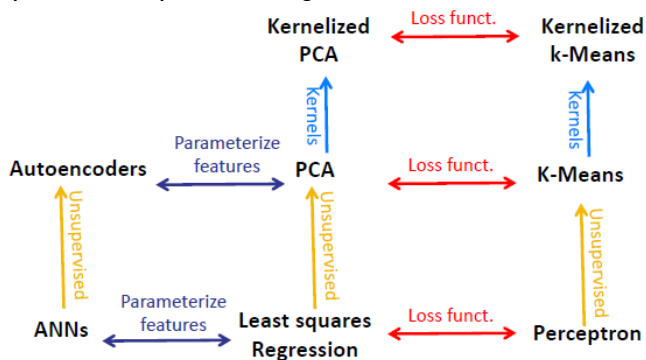 Kernelized PCA
Loss funct.
Kernelized k-Means
Kernels
Kernels
Autoencoders
Parameterize features
PCA
Loss funct.
K-Means
Unsupervised
Unsupervised
Unsupervised
ANNs
Parameterize features
Least squares Regression
Loss funct.
Perceptron